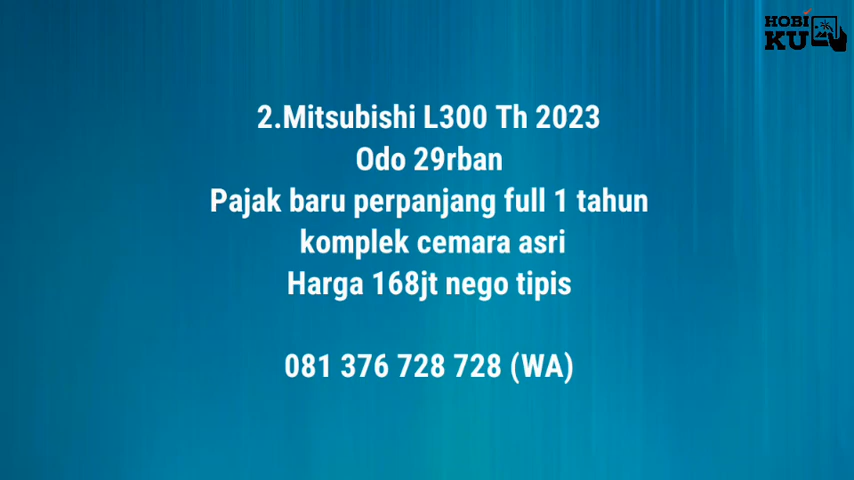 HOBI
KU
2.Mitsubishi L300 Th 2023
Odo 29rban
Pajak baru perpanjang full 1 tahun
komplek cemara asri
Harga 168jt nego tipis
081 376 728 728 (WA)